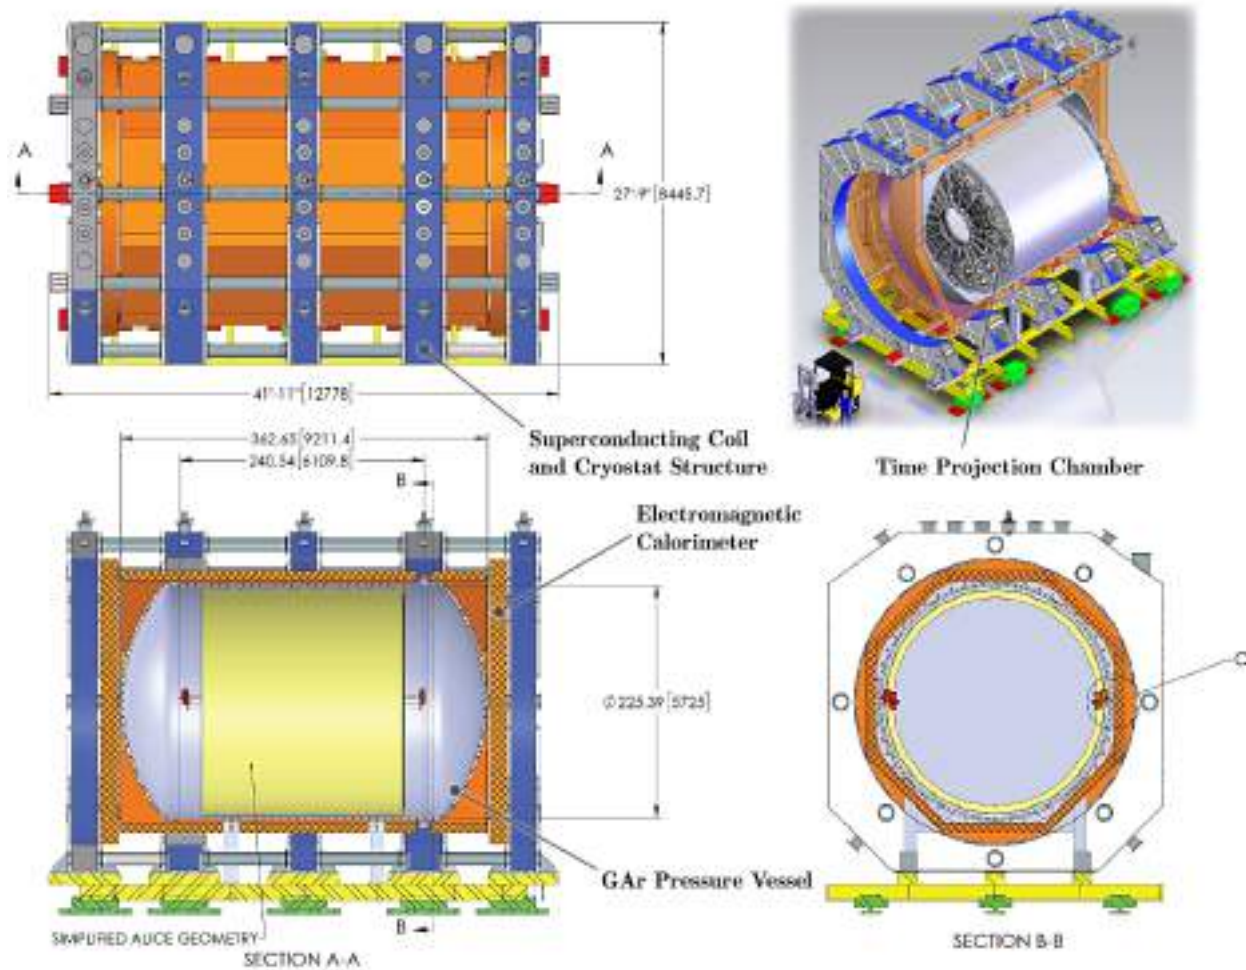 A
A
27'-9" [8445.7]
41'-11" [12778]
362.65 [9211.4]
240.54 [6109.8]
B
Superconducting Coil
and Cryostat Structure
Time Projection Chamber
Electromagnetic
Calorimeter
∅ 225.39 [5725]
C
GAr Pressure Vessel
B
SIMPLIFIED ALICE GEOMETRY
SECTION A-A
SECTION B-B